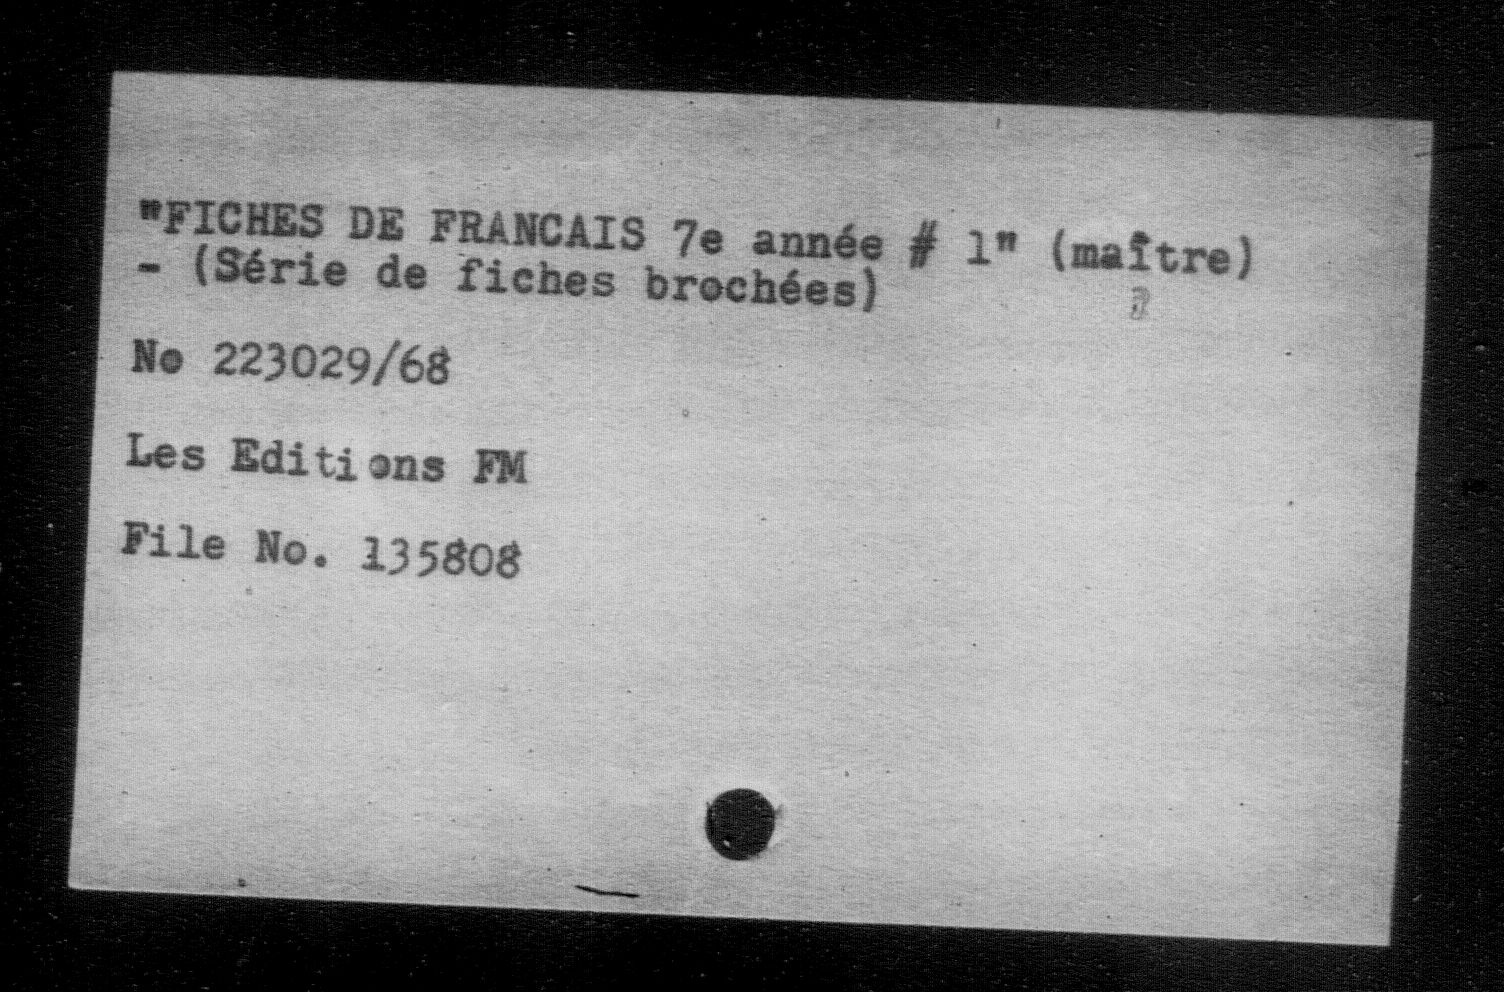 "FICHES DE FRANCAIS 7e année # 1" (maître)
- (Série de fiches brochées)
No 223029/68
Les Editions FM
File No. 135808